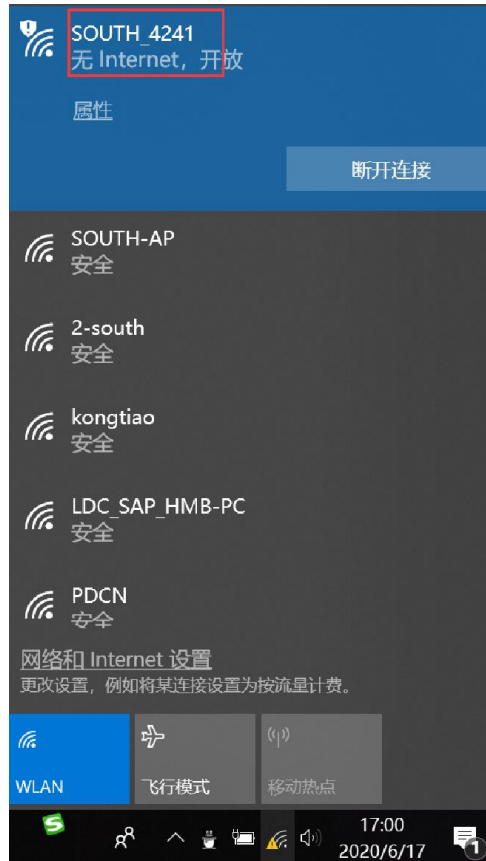 SOUTH_4241
无 Internet，开放
属性
断开连接
SOUTH-AP
安全
2-south
安全
kongtiao
安全
LDC_SAP_HMB-PC
安全
PDCN
安全
网络和 Internet 设置
更改设置，例如将某连接设置为按流量计费。
WLAN
飞行模式
移动热点
17:00
2020/6/17
1